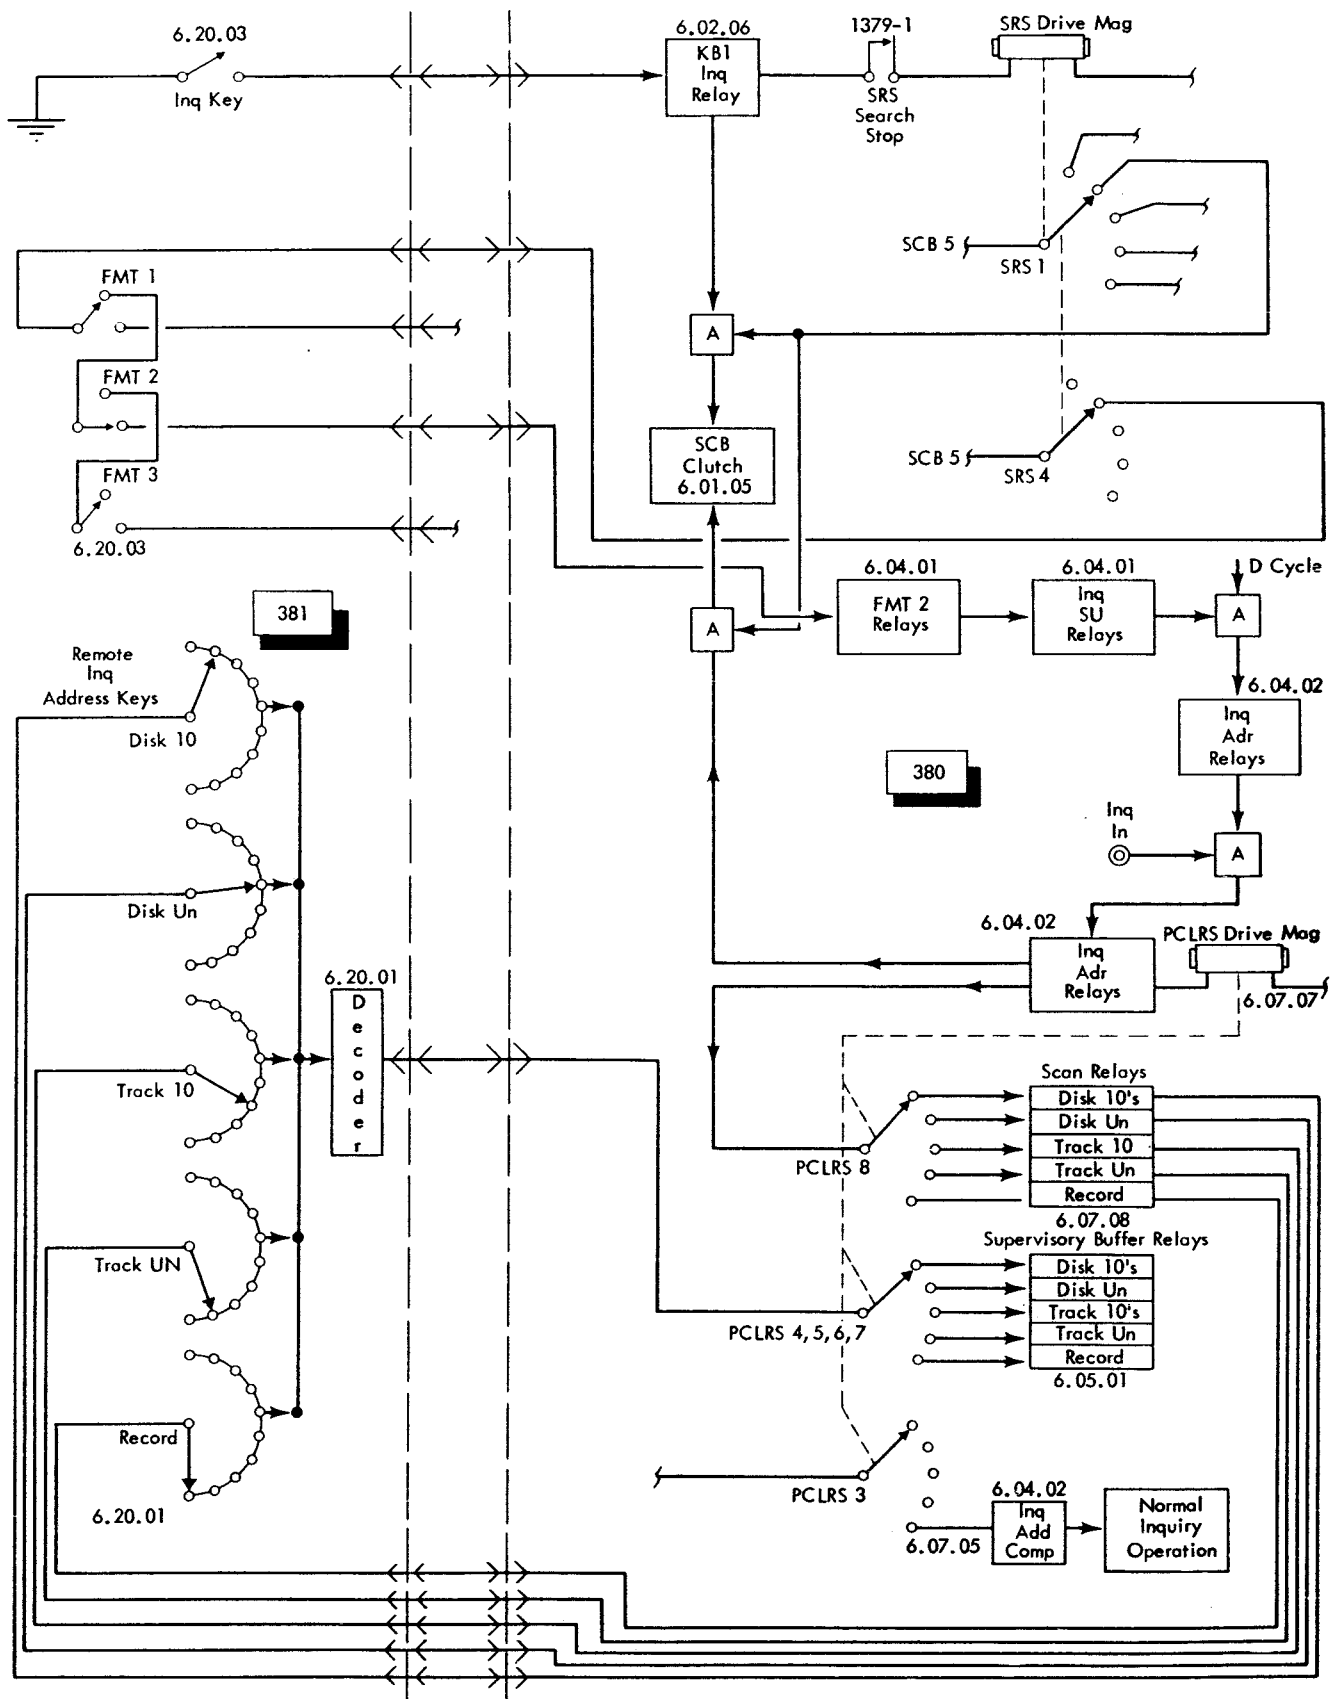 6.20.03
Inq Key
6.02.06
KB1
Inq
Relay
1379-1
SRS
Search
Stop
SRS Drive Mag
SCB 5
SRS 1
FMT 1
FMT 2
FMT 3
6.20.03
A
SCB
Clutch
6.01.05
SCB 5
SRS 4
381
A
6.04.01
FMT 2
Relays
6.04.01
Inq
SU
Relays
D Cycle
A
Remote
Inq
Address Keys
Disk 10
6.04.02
Inq
Adr
Relays
380
Inq
In
A
Disk Un
6.04.02
Inq
Adr
Relays
PCLRS Drive Mag
6.07.07
6.20.01
Decoder
Track 10
Scan Relays
Disk 10's
Disk Un
Track 10
Track Un
Record
6.07.08
PCLRS 8
Track UN
Supervisory Buffer Relays
Disk 10's
Disk Un
Track 10's
Track Un
Record
6.05.01
PCLRS 4, 5, 6, 7
Record
6.20.01
PCLRS 3
6.07.05
6.04.02
Inq
Add
Comp
Normal
Inquiry
Operation